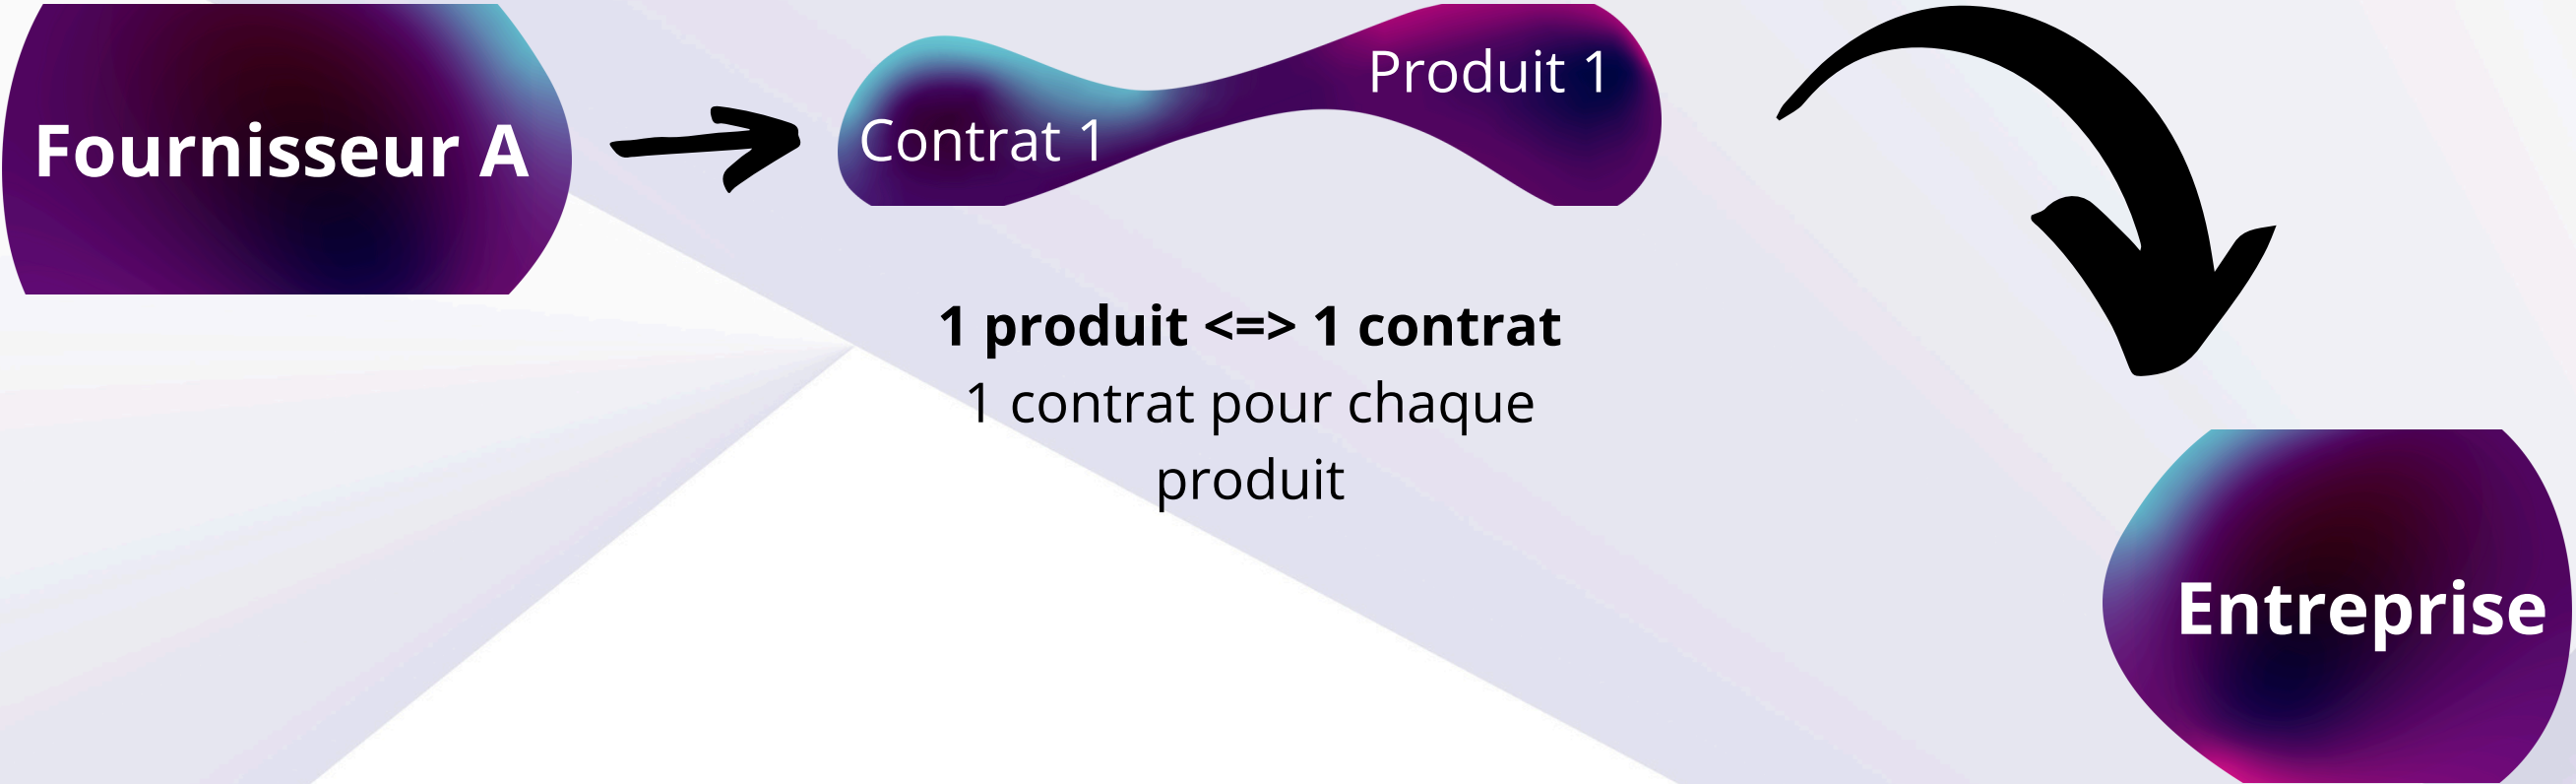 Fournisseur A
Contrat 1
Produit 1
1 produit <=> 1 contrat
1 contrat pour chaque
produit
Entreprise